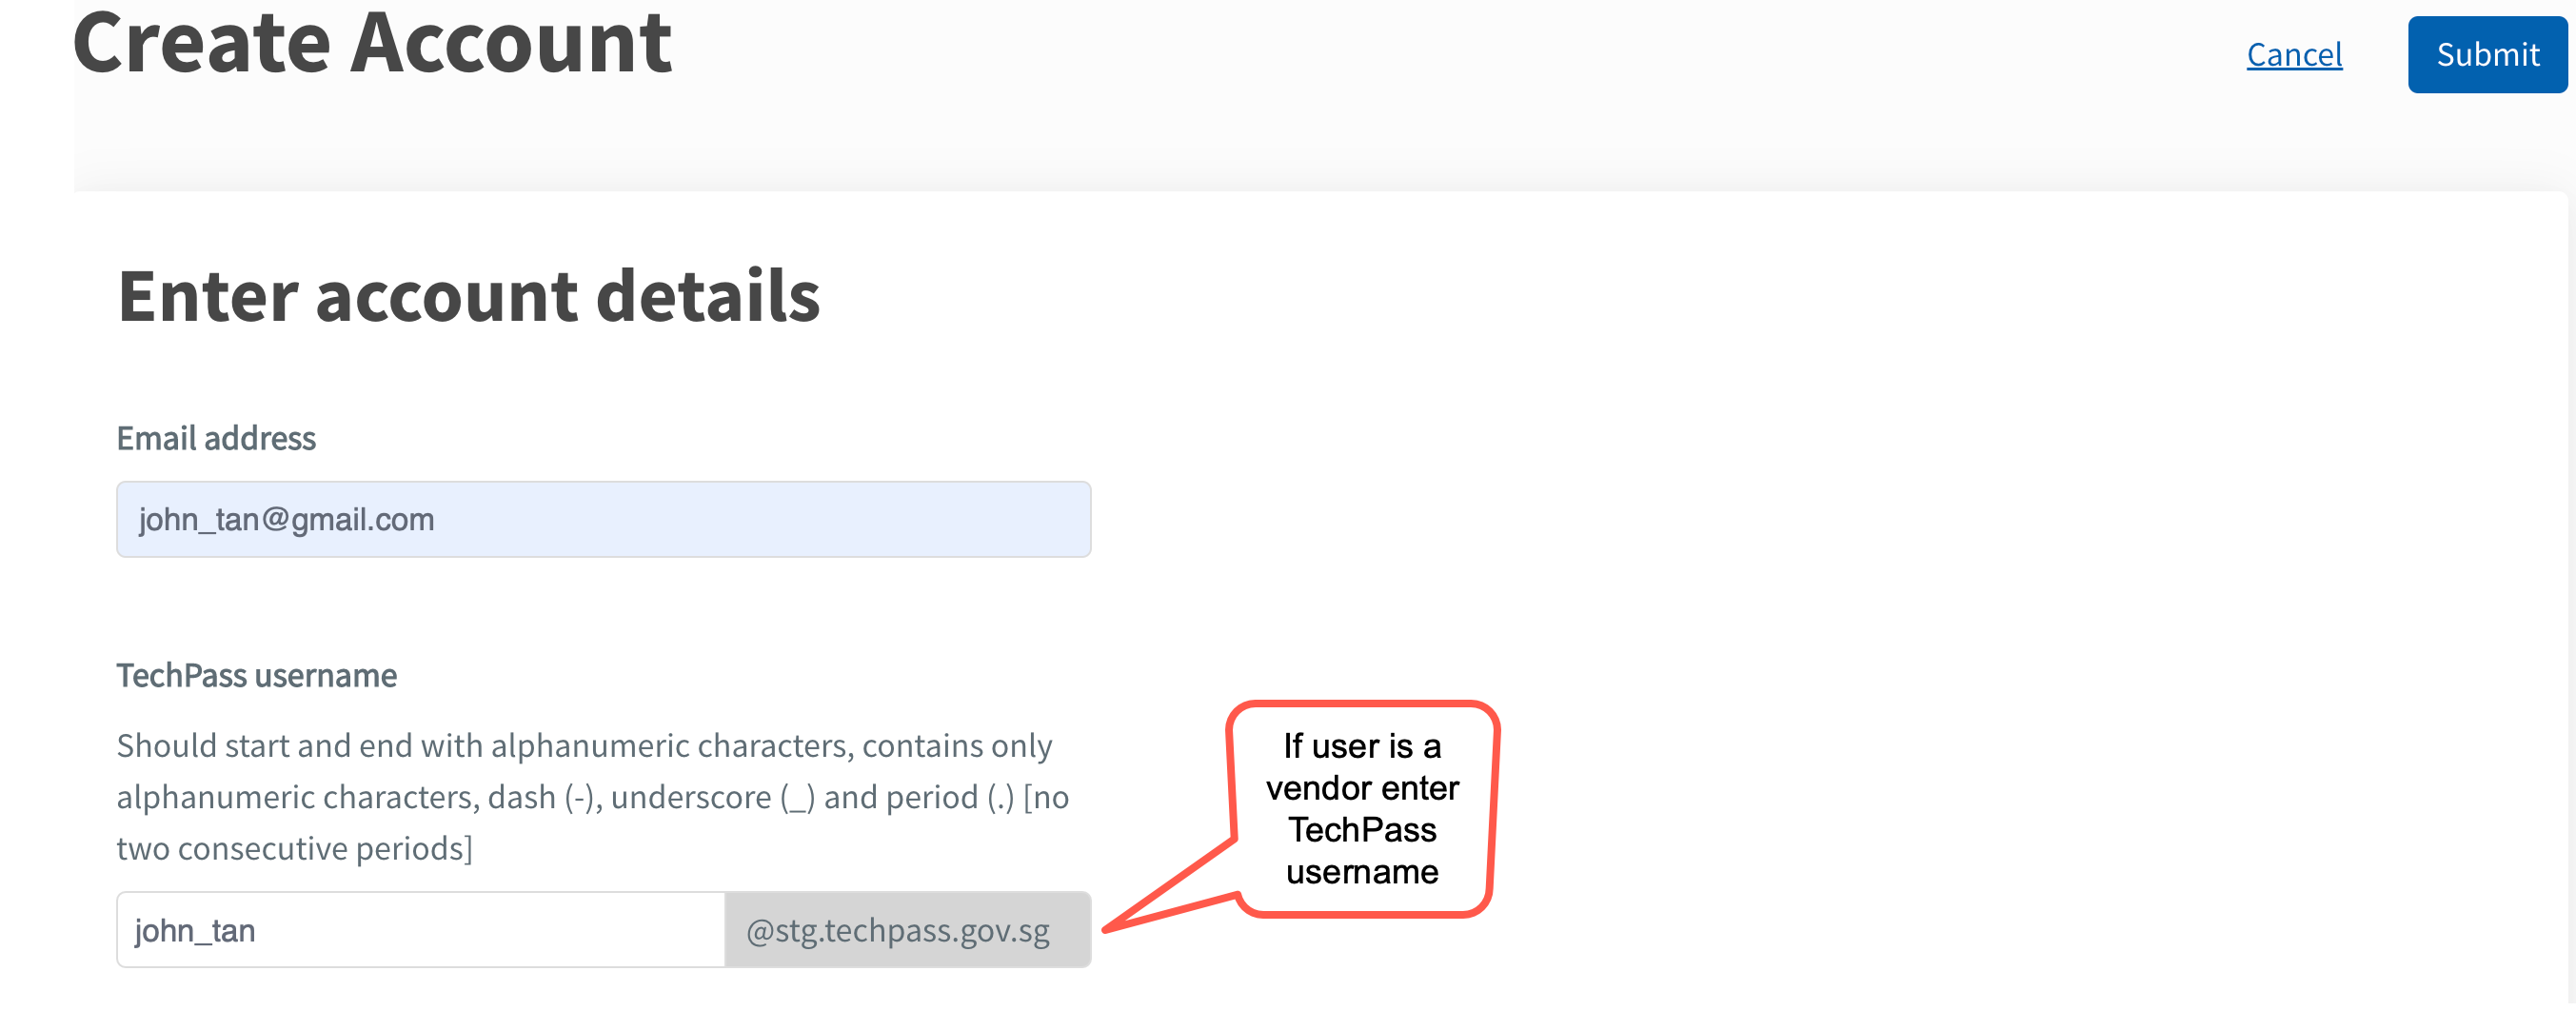 Create Account
Cancel
Submit
Enter account details
Email address
john_tan@gmail.com
TechPass username
Should start and end with alphanumeric characters, contains only
alphanumeric characters, dash (-), underscore (_) and period (.) [no
two consecutive periods]
john_tan
@stg.techpass.gov.sg
If user is a
vendor enter
TechPass
username